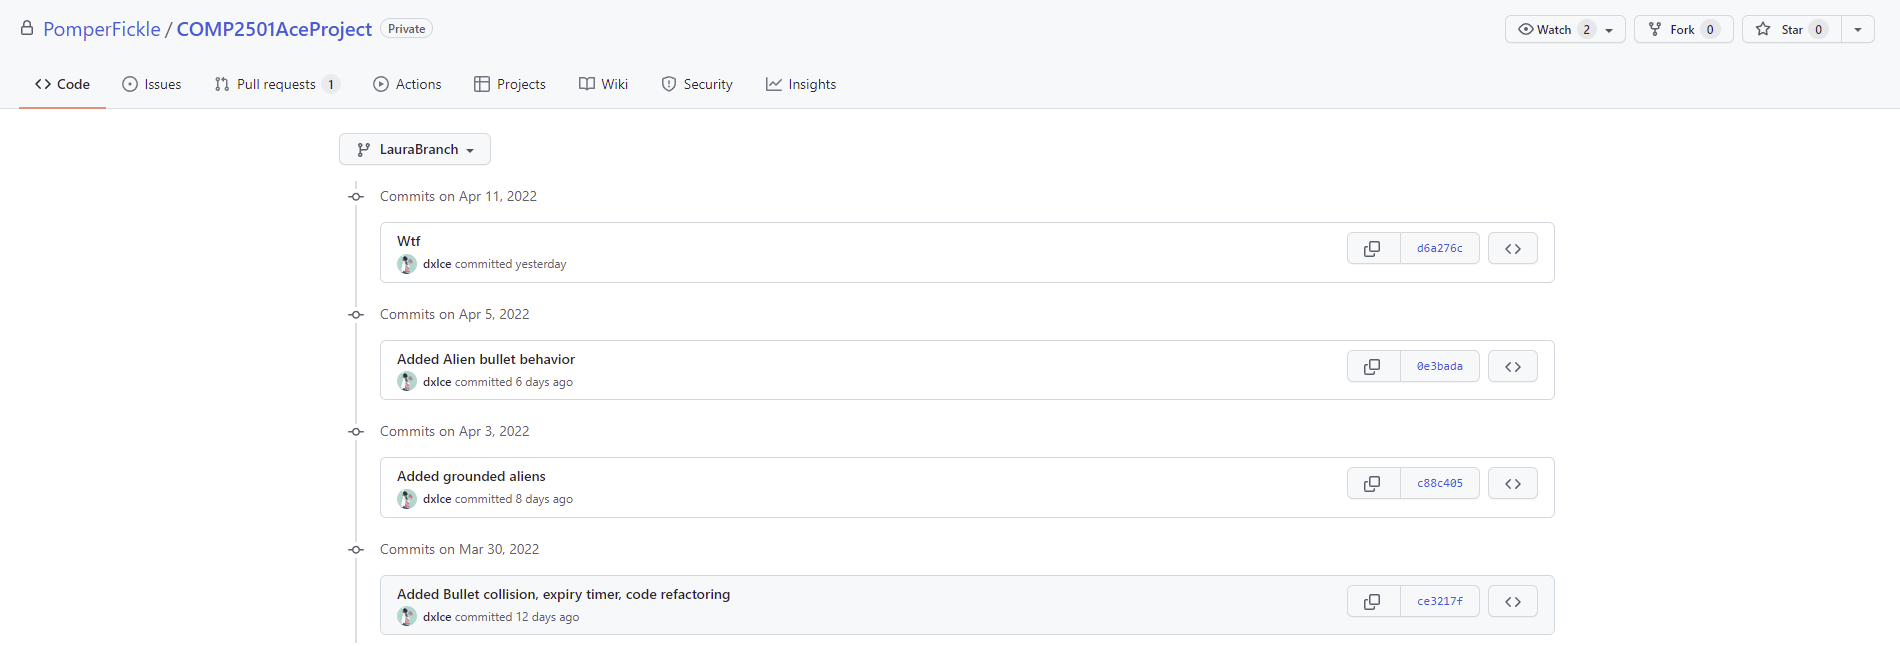 PomperFickle / COMP2501AceProject Private
Watch 2 Fork 0 Star 0
Code Issues Pull requests 1 Actions Projects Wiki Security Insights
LauraBranch
Commits on Apr 11, 2022
Wtf
dxlce committed yesterday
d6a276c
Commits on Apr 5, 2022
Added Alien bullet behavior
dxlce committed 6 days ago
0e3bada
Commits on Apr 3, 2022
Added grounded aliens
dxlce committed 8 days ago
c88c405
Commits on Mar 30, 2022
Added Bullet collision, expiry timer, code refactoring
dxlce committed 12 days ago
ce3217f